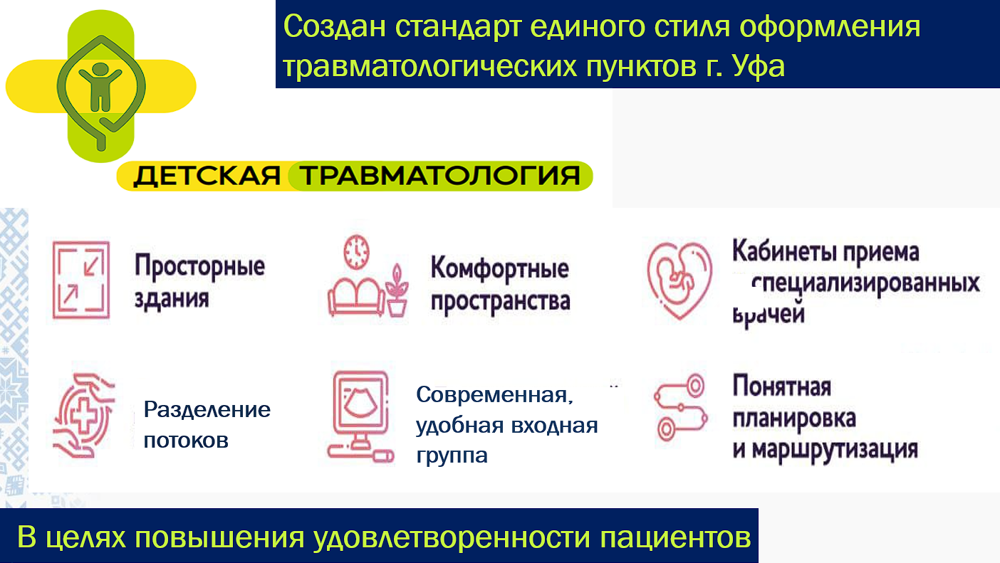 Создан стандарт единого стиля оформления
травматологических пунктов г. Уфа
ДЕТСКАЯ ТРАВМАТОЛОГИЯ
Просторные
здания
Комфортные
пространства
Кабинеты приема
специализированных
врачей
Разделение
потоков
Современная,
удобная входная
группа
Понятная
планировка
и маршрутизация
В целях повышения удовлетворенности пациентов